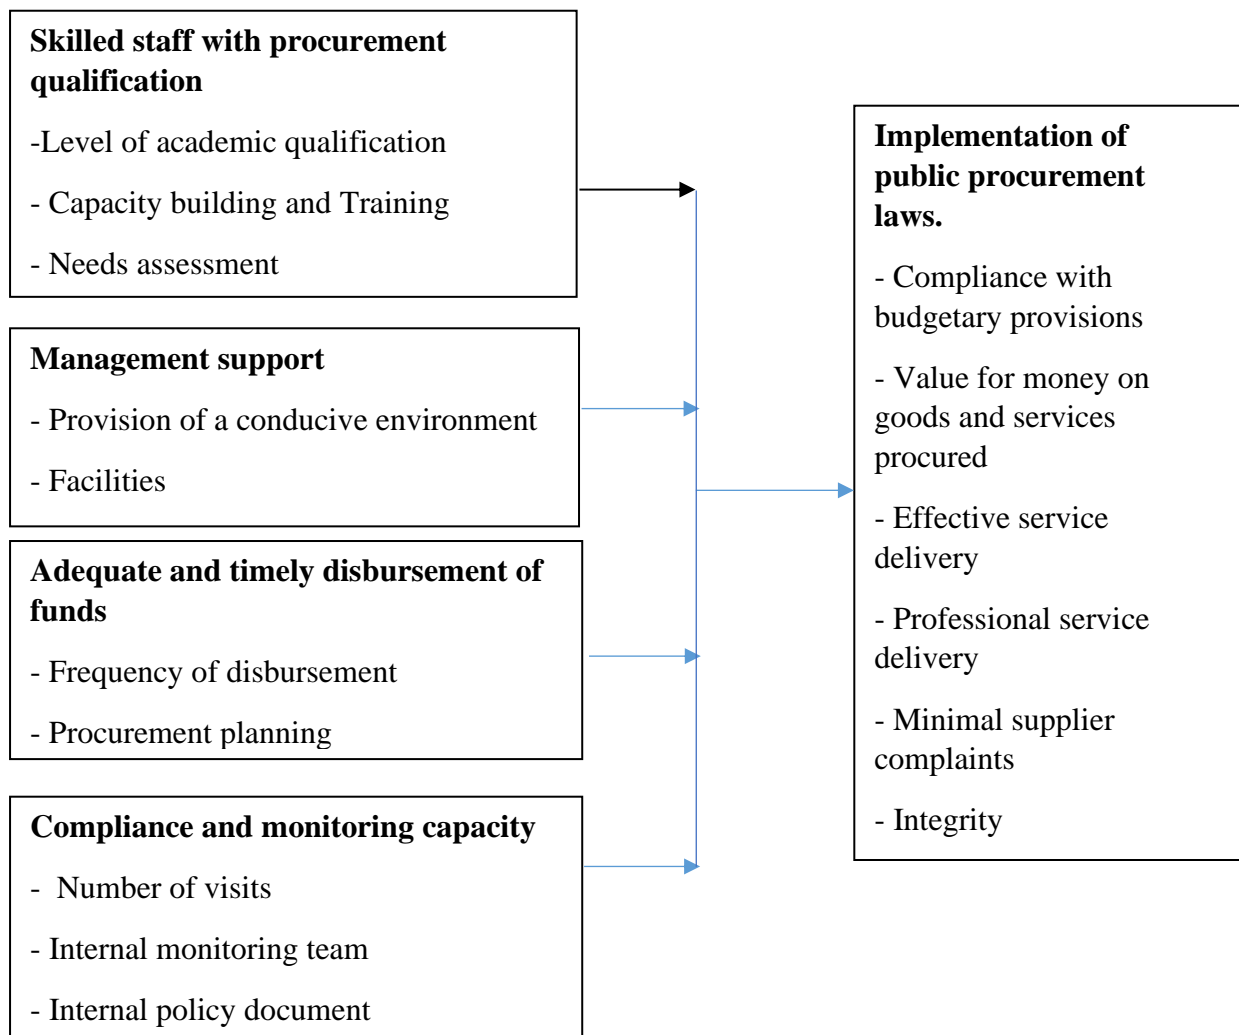 Skilled staff with procurement
qualification
-Level of academic qualification
- Capacity building and Training
- Needs assessment
Management support
- Provision of a conducive environment
- Facilities
Adequate and timely disbursement of
funds
- Frequency of disbursement
- Procurement planning
Compliance and monitoring capacity
- Number of visits
- Internal monitoring team
- Internal policy document
Implementation of
public procurement
laws.
- Compliance with
budgetary provisions
- Value for money on
goods and services
procured
- Effective service
delivery
- Professional service
delivery
- Minimal supplier
complaints
- Integrity